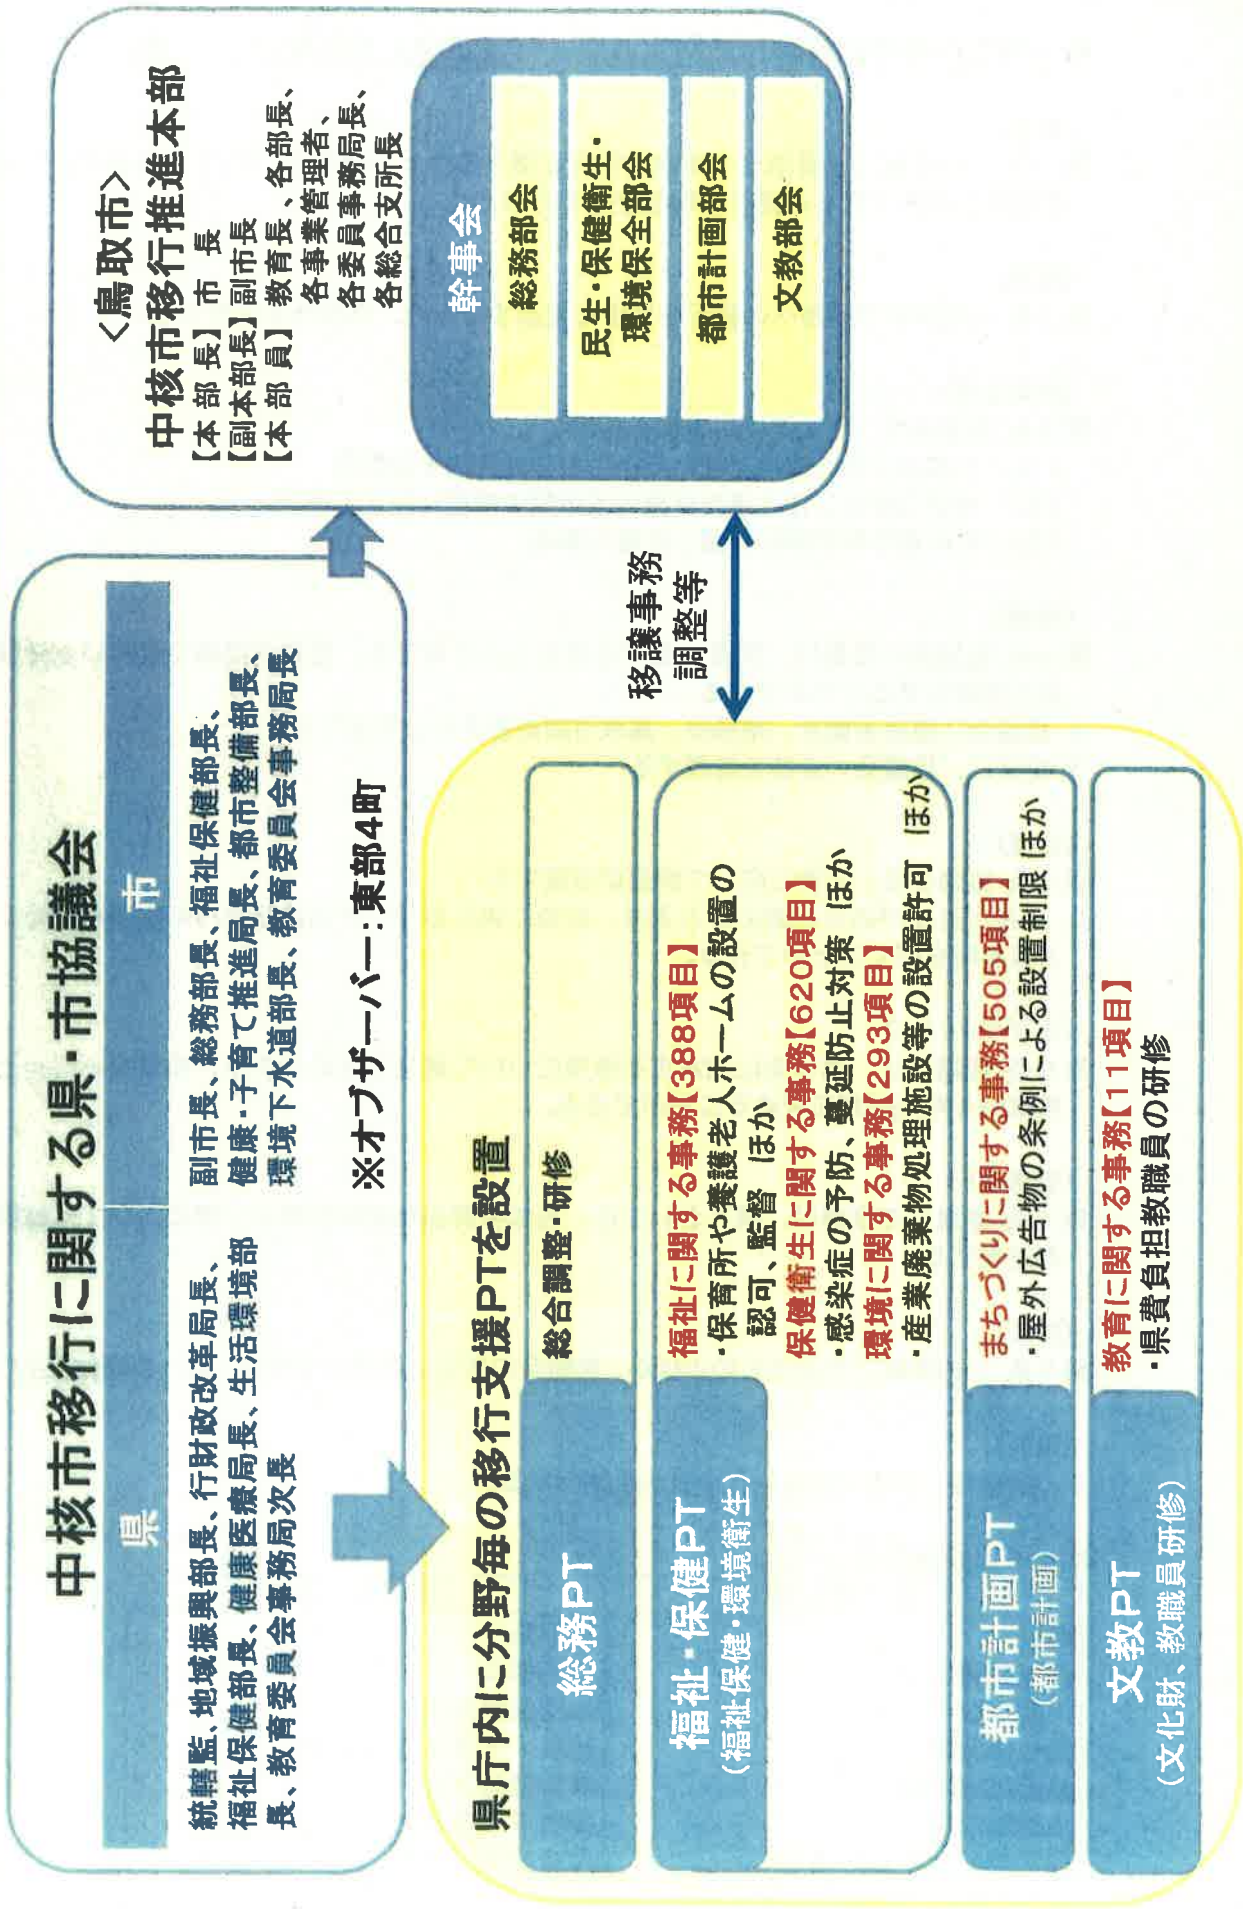 中核市移行に関する県・市協議会
県
市
統轄監、地域振興部長、行財政改革局長、
福祉保健部長、健康医療局長、生活環境部
長、教育委員会事務局次長
副市長、総務部長、福祉保健部長、
健康・子育て推進局長、都市整備部長、
環境下水道部長、教育委員会事務局長
※オブザーバー:東部4町
<鳥取市>
中核市移行推進本部
【本 部 長】市 長
【副本部長】副市長
【本 部 員】教育長、各部長、
各事業管理者、
各委員事務局長、
各総合支所長
幹事会
総務部会
民生・保健衛生・
環境保全部会
都市計画部会
文教部会
移譲事務
調整等
県庁内に分野毎の移行支援PTを設置
総務PT
総合調整・研修
福祉・保健PT
(福祉保健・環境衛生)
福祉に関する事務【388項目】
・保育所や養護老人ホームの設置の
認可、監督 ほか
保健衛生に関する事務【620項目】
・感染症の予防、蔓延防止対策 ほか
環境に関する事務【293項目】
・産業廃棄物処理施設等の設置許可 ほか
都市計画PT
(都市計画)
まちづくりに関する事務【505項目】
・屋外広告物の条例による設置制限 ほか
文教PT
(文化財、教職員研修)
教育に関する事務【11項目】
・県費負担教職員の研修